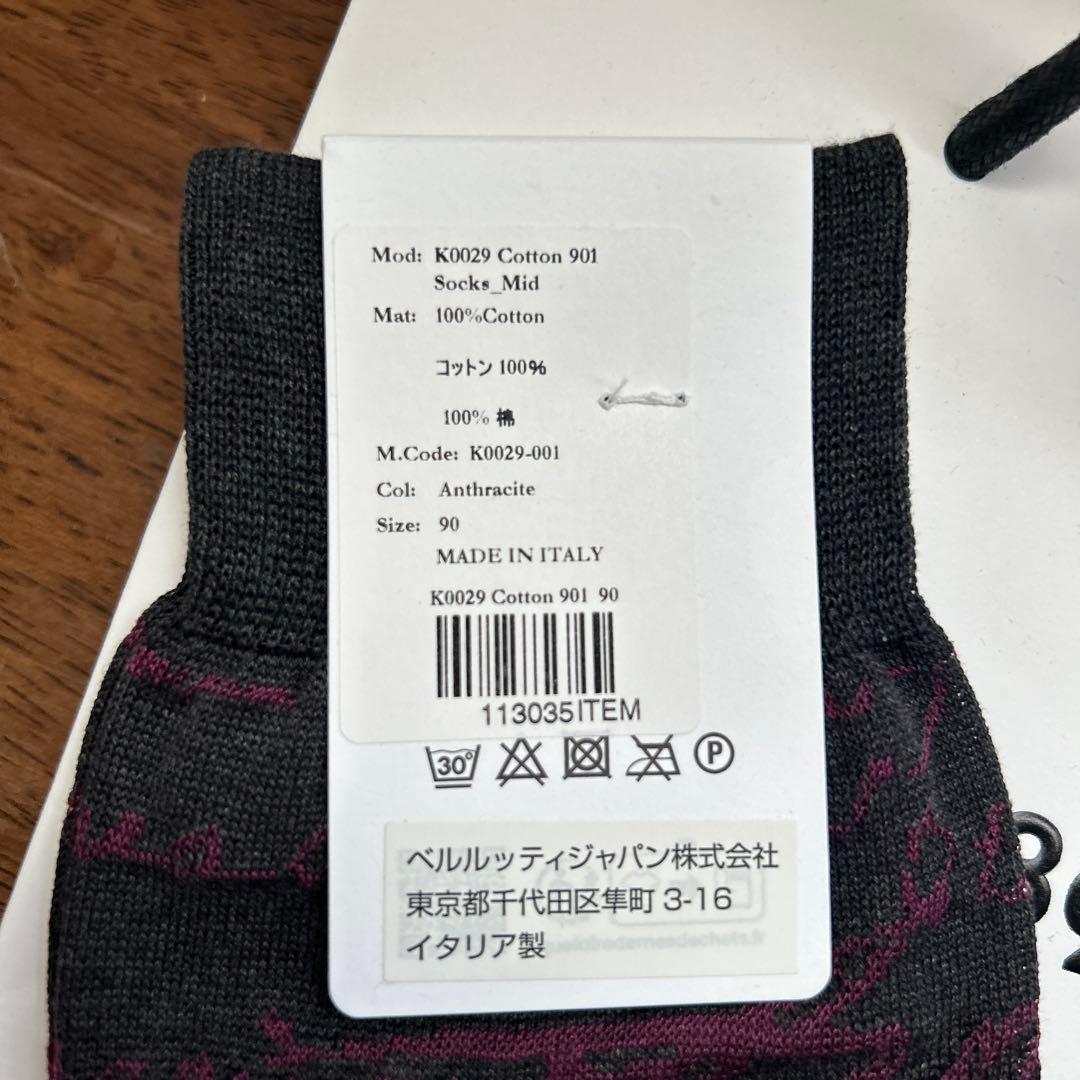 Mod: K0029 Cotton 901
Socks_Mid
Mat: 100%Cotton
コットン 100%
100% 棉
M.Code: K0029-001
Col: Anthracite
Size: 90
MADE IN ITALY
K0029 Cotton 901 90
113035ITEM
30°
P
ベルルッティジャパン株式会社
東京都千代田区隼町 3-16
イタリア製